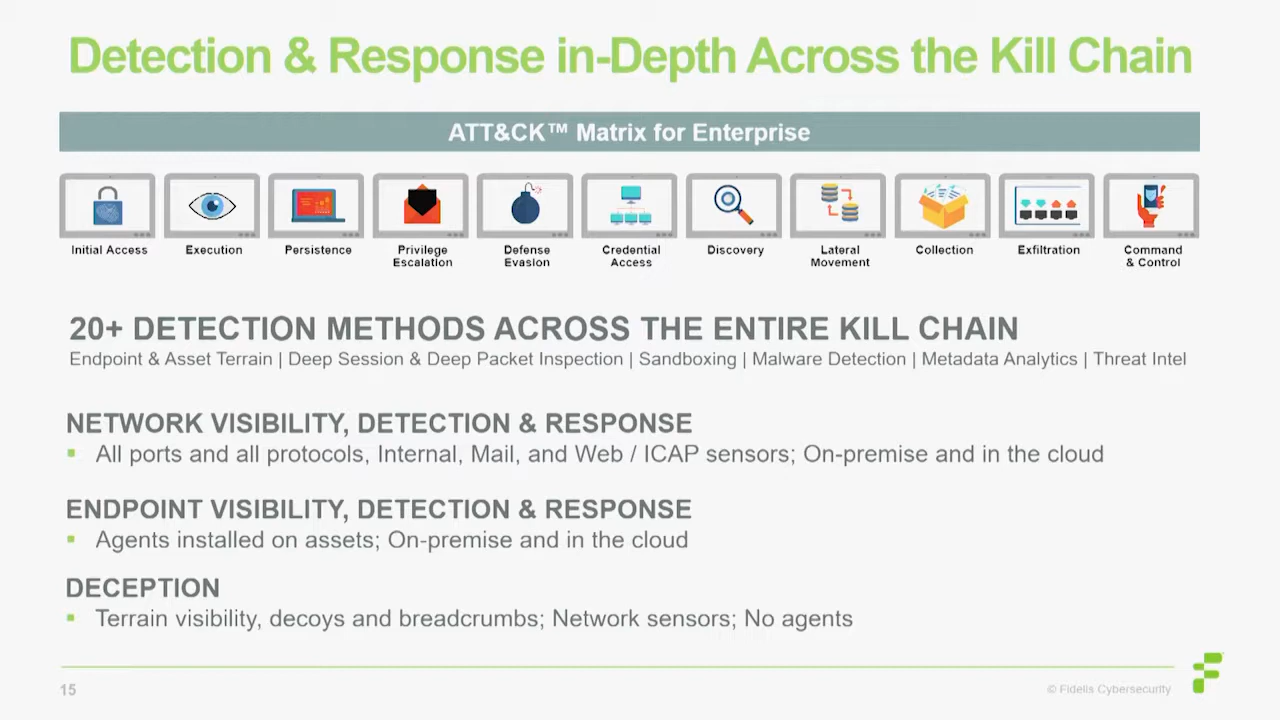 Detection & Response in-Depth Across the Kill Chain
ATT&CK™ Matrix for Enterprise
Initial Access
Execution
Persistence
Privilege
Escalation
Defense
Evasion
Credential
Access
Discovery
Lateral
Movement
Collection
Exfiltration
Command
& Control
20+ DETECTION METHODS ACROSS THE ENTIRE KILL CHAIN
Endpoint & Asset Terrain | Deep Session & Deep Packet Inspection | Sandboxing | Malware Detection | Metadata Analytics | Threat Intel
NETWORK VISIBILITY, DETECTION & RESPONSE
▪ All ports and all protocols, Internal, Mail, and Web / ICAP sensors; On-premise and in the cloud
ENDPOINT VISIBILITY, DETECTION & RESPONSE
▪ Agents installed on assets; On-premise and in the cloud
DECEPTION
▪ Terrain visibility, decoys and breadcrumbs; Network sensors; No agents
15
© Fidelis Cybersecurity